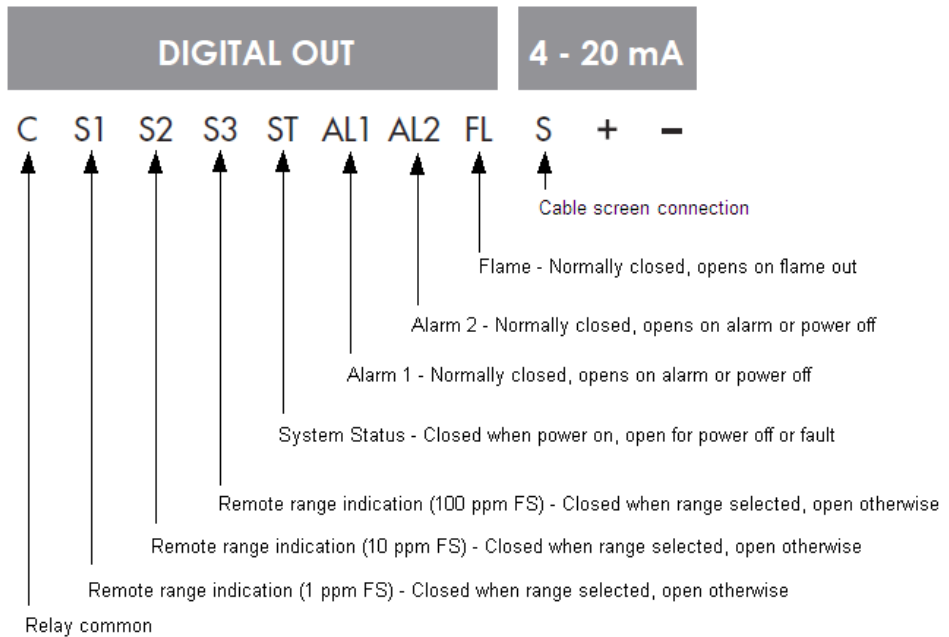 DIGITAL OUT 4 - 20 mA
C S1 S2 S3 ST AL1 AL2 FL S + –
Cable screen connection
Flame - Normally closed, opens on flame out
Alarm 2 - Normally closed, opens on alarm or power off
Alarm 1 - Normally closed, opens on alarm or power off
System Status - Closed when power on, open for power off or fault
Remote range indication (100 ppm FS) - Closed when range selected, open otherwise
Remote range indication (10 ppm FS) - Closed when range selected, open otherwise
Remote range indication (1 ppm FS) - Closed when range selected, open otherwise
Relay common